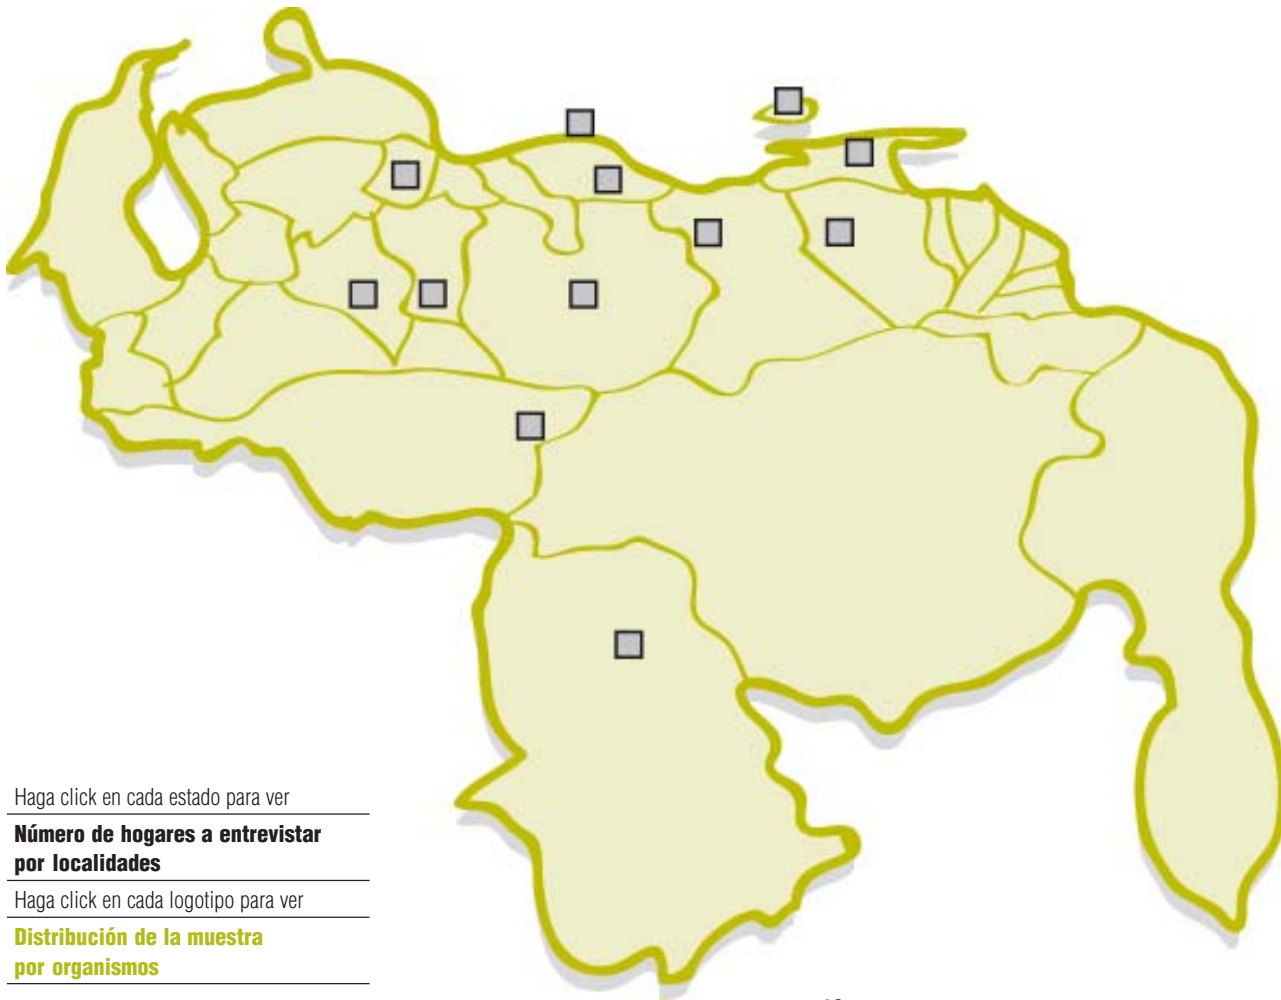 Haga click en cada estado para ver
Número de hogares a entrevistar
por localidades
Haga click en cada logotipo para ver
Distribución de la muestra
por organismos